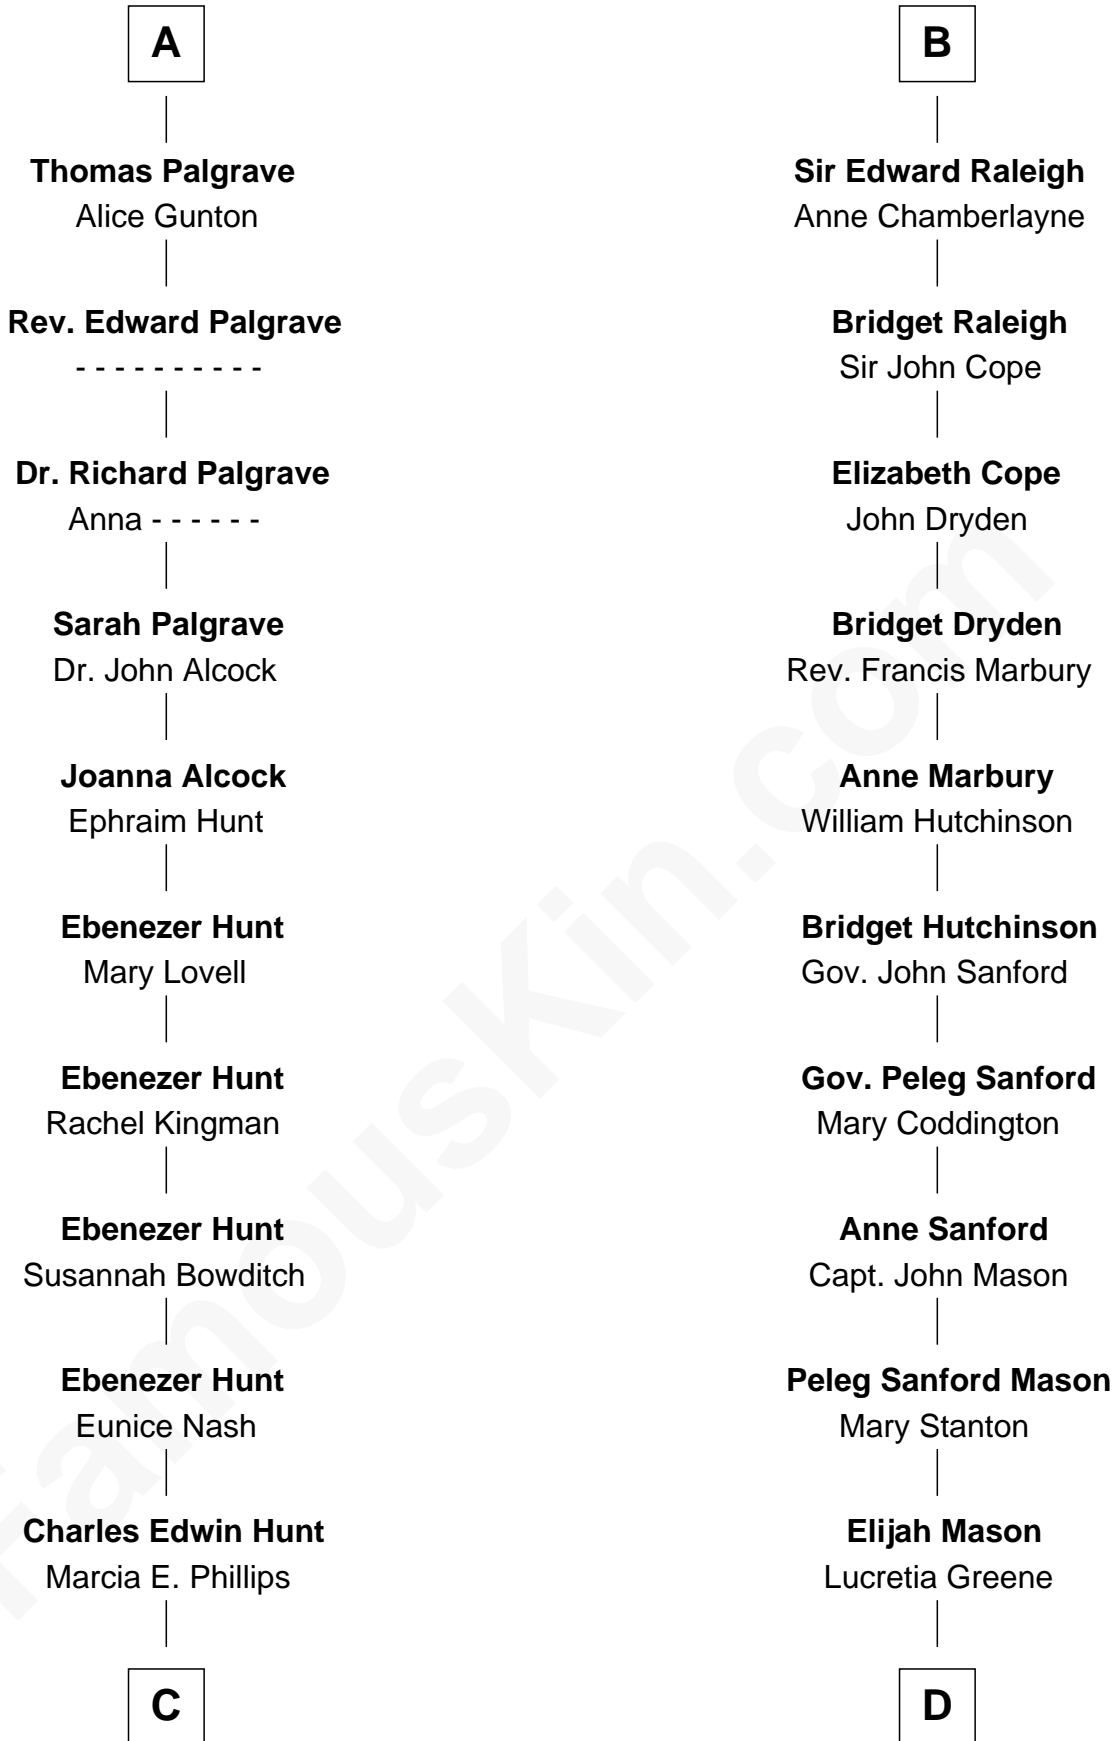 A
Thomas Palgrave
Alice Gunton
Rev. Edward Palgrave
- - - - - - - - - -
Dr. Richard Palgrave
Anna - - - - - -
Sarah Palgrave
Dr. John Alcock
Joanna Alcock
Ephraim Hunt
Ebenezer Hunt
Mary Lovell
Ebenezer Hunt
Rachel Kingman
Ebenezer Hunt
Susannah Bowditch
Ebenezer Hunt
Eunice Nash
Charles Edwin Hunt
Marcia E. Phillips
C
B
Sir Edward Raleigh
Anne Chamberlayne
Bridget Raleigh
Sir John Cope
Elizabeth Cope
John Dryden
Bridget Dryden
Rev. Francis Marbury
Anne Marbury
William Hutchinson
Bridget Hutchinson
Gov. John Sanford
Gov. Peleg Sanford
Mary Coddington
Anne Sanford
Capt. John Mason
Peleg Sanford Mason
Mary Stanton
Elijah Mason
Lucretia Greene
D
FamousKin.com